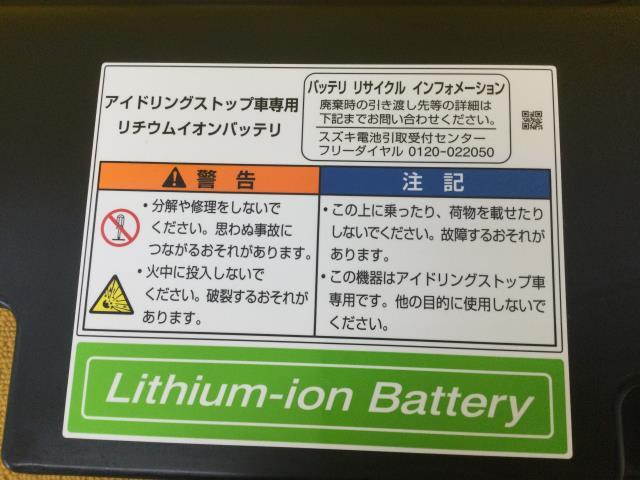 アイドリングストップ車専用
リチウムイオンバッテリ
バッテリ リサイクル インフォメーション
廃棄時の引き渡し先等の詳細は
下記までお問い合わせください。
スズキ電池引取受付センター
フリーダイヤル 0120-022050
警告
・分解や修理をしないで
ください。思わぬ事故に
つながるおそれがあります。
・火中に投入しないで
ください。破裂するおそれが
あります。
注記
・この上に乗ったり、荷物を載せたり
しないでください。故障するおそれが
あります。
・この機器はアイドリングストップ車
専用です。他の目的に使用しないで
ください。
Lithium-ion Battery